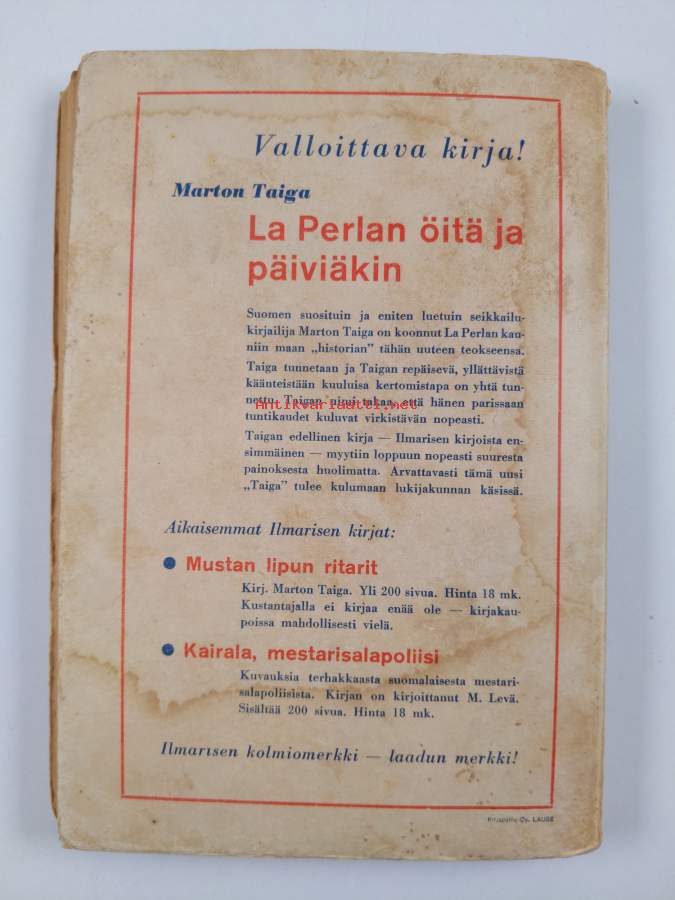 Valloittava kirja!
Marton Taiga
La Perlan öitä ja
päiviäkin
Suomen suosituin ja eniten luetuin seikkailu-
kirjailija Marton Taiga on koonnut La Perlan kau-
niin maan „historian” tähän uuteen teokseensa.
Taiga tunnetaan ja Taigan repäisevä, yllättävistä
käänteistään kuuluisa kertomistapa on yhtä tun-
nettu. Taigan nimi takaa, että hänen parissaan
Antikvariaatti.net
tuntikaudet kuluvat virkistävän nopeasti.
Taigan edellinen kirja — Ilmarisen kirjoista en-
simmäinen — myytiin loppuun nopeasti suuresta
painoksesta huolimatta. Arvattavasti tämä uusi
„Taiga” tulee kulumaan lukijakunnan käsissä.
Aikaisemmat Ilmarisen kirjat:
• Mustan lipun ritarit
Kirj. Marton Taiga. Yli 200 sivua. Hinta 18 mk.
Kustantajalla ei kirjaa enää ole — kirjakau-
poissa mahdollisesti vielä.
• Kairala, mestarisalapoliisi
Kuvauksia terhakkaasta suomalaisesta mestari-
salapoliisista. Kirjan on kirjoittanut M. Levä.
Sisältää 200 sivua. Hinta 18 mk.
Ilmarisen kolmiomerkki — laadun merkki!
Kirjapaino Oy. LAUSE